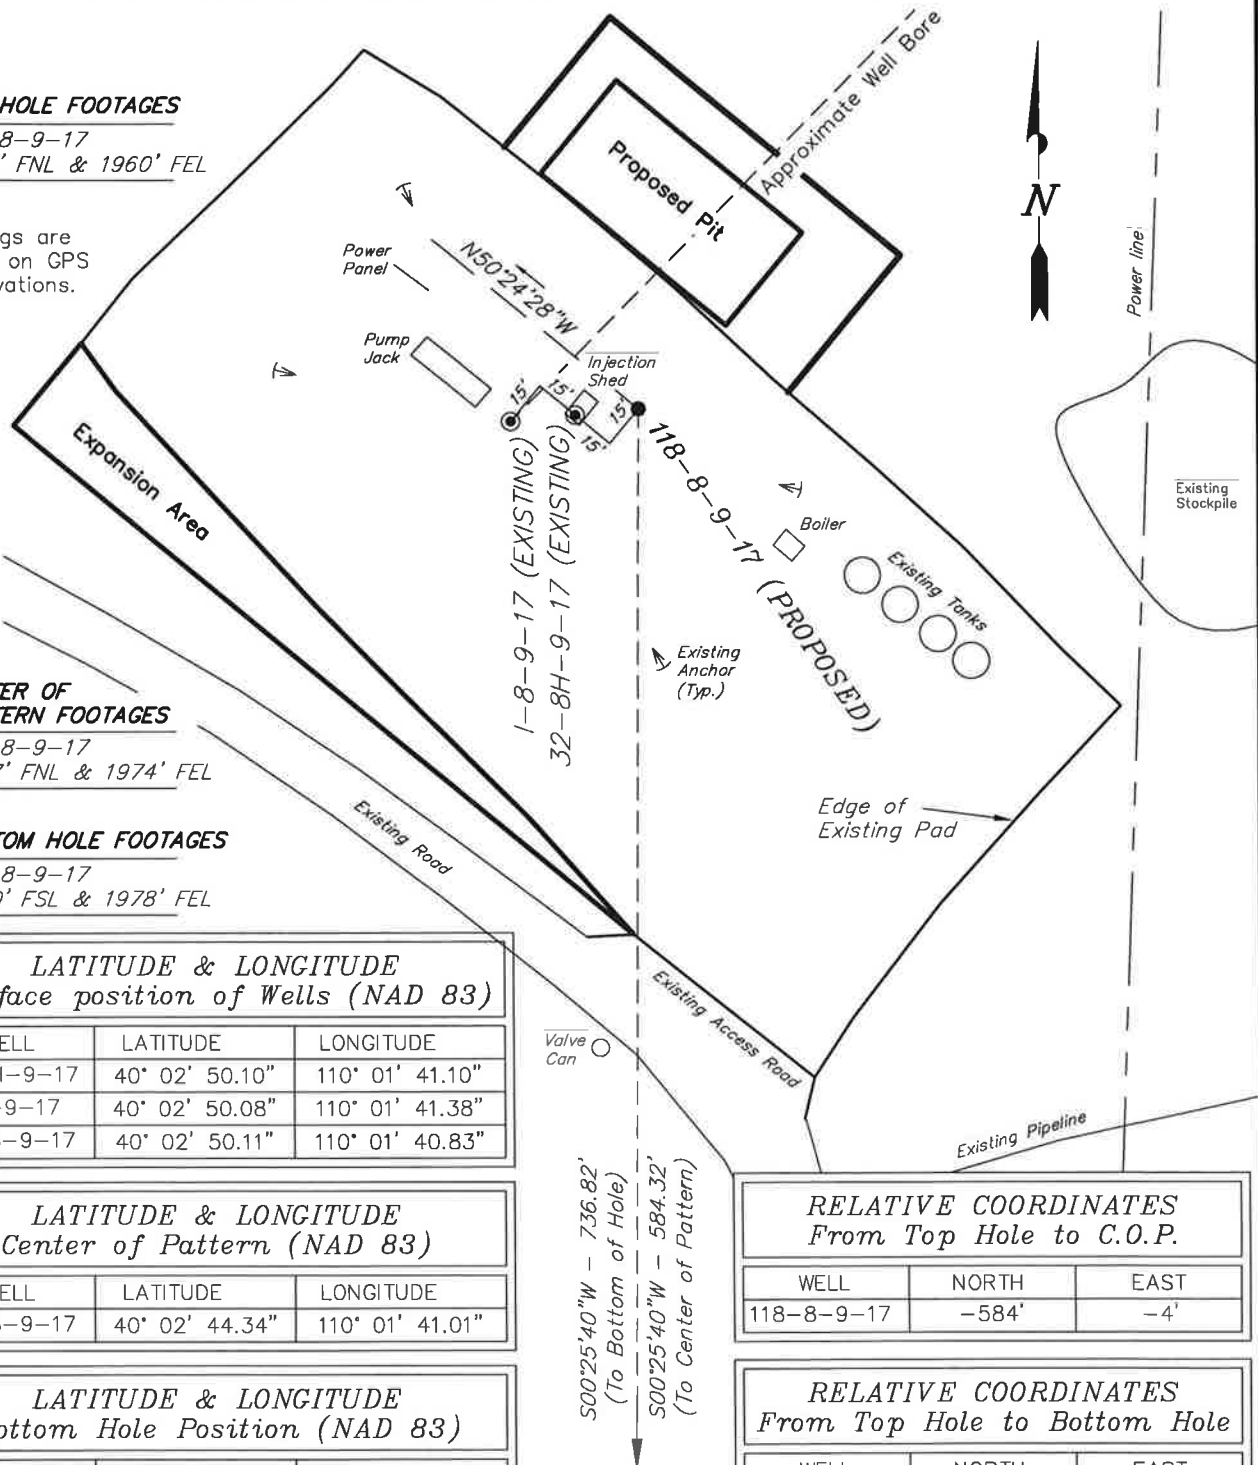 HOLE FOOTAGES
8-9-17
' FNL & 1960' FEL
gs are
on GPS
vations.
Approximate Well Bore
Proposed Pit
N
Power line
Power
Panel
N50°24'28"W
Pump
Jack
Injection
Shed
15'
15'
15'
15'
1-8-9-17 (EXISTING)
32-8H-9-17 (EXISTING)
118-8-9-17 (PROPOSED)
Expansion Area
Boiler
Existing Tanks
Existing
Stockpile
Existing
Anchor
(Typ.)
ER OF
ERN FOOTAGES
8-9-17
' FNL & 1974' FEL
Existing Road
Edge of
Existing Pad
TOM HOLE FOOTAGES
8-9-17
' FSL & 1978' FEL
LATITUDE & LONGITUDE
face position of Wells (NAD 83)
ELL LATITUDE LONGITUDE
-9-17 40° 02' 50.10" 110° 01' 41.10"
-9-17 40° 02' 50.08" 110° 01' 41.38"
-9-17 40° 02' 50.11" 110° 01' 40.83"
Existing Access Road
Valve
Can
Existing Pipeline
LATITUDE & LONGITUDE
Center of Pattern (NAD 83)
ELL LATITUDE LONGITUDE
-9-17 40° 02' 44.34" 110° 01' 41.01"
S00°25'40"W - 736.82'
(To Bottom of Hole)
S00°25'40"W - 584.32'
(To Center of Pattern)
RELATIVE COORDINATES
From Top Hole to C.O.P.
WELL NORTH EAST
118-8-9-17 -584' -4'
LATITUDE & LONGITUDE
ottom Hole Position (NAD 83)
RELATIVE COORDINATES
From Top Hole to Bottom Hole
WELL NORTH EAST